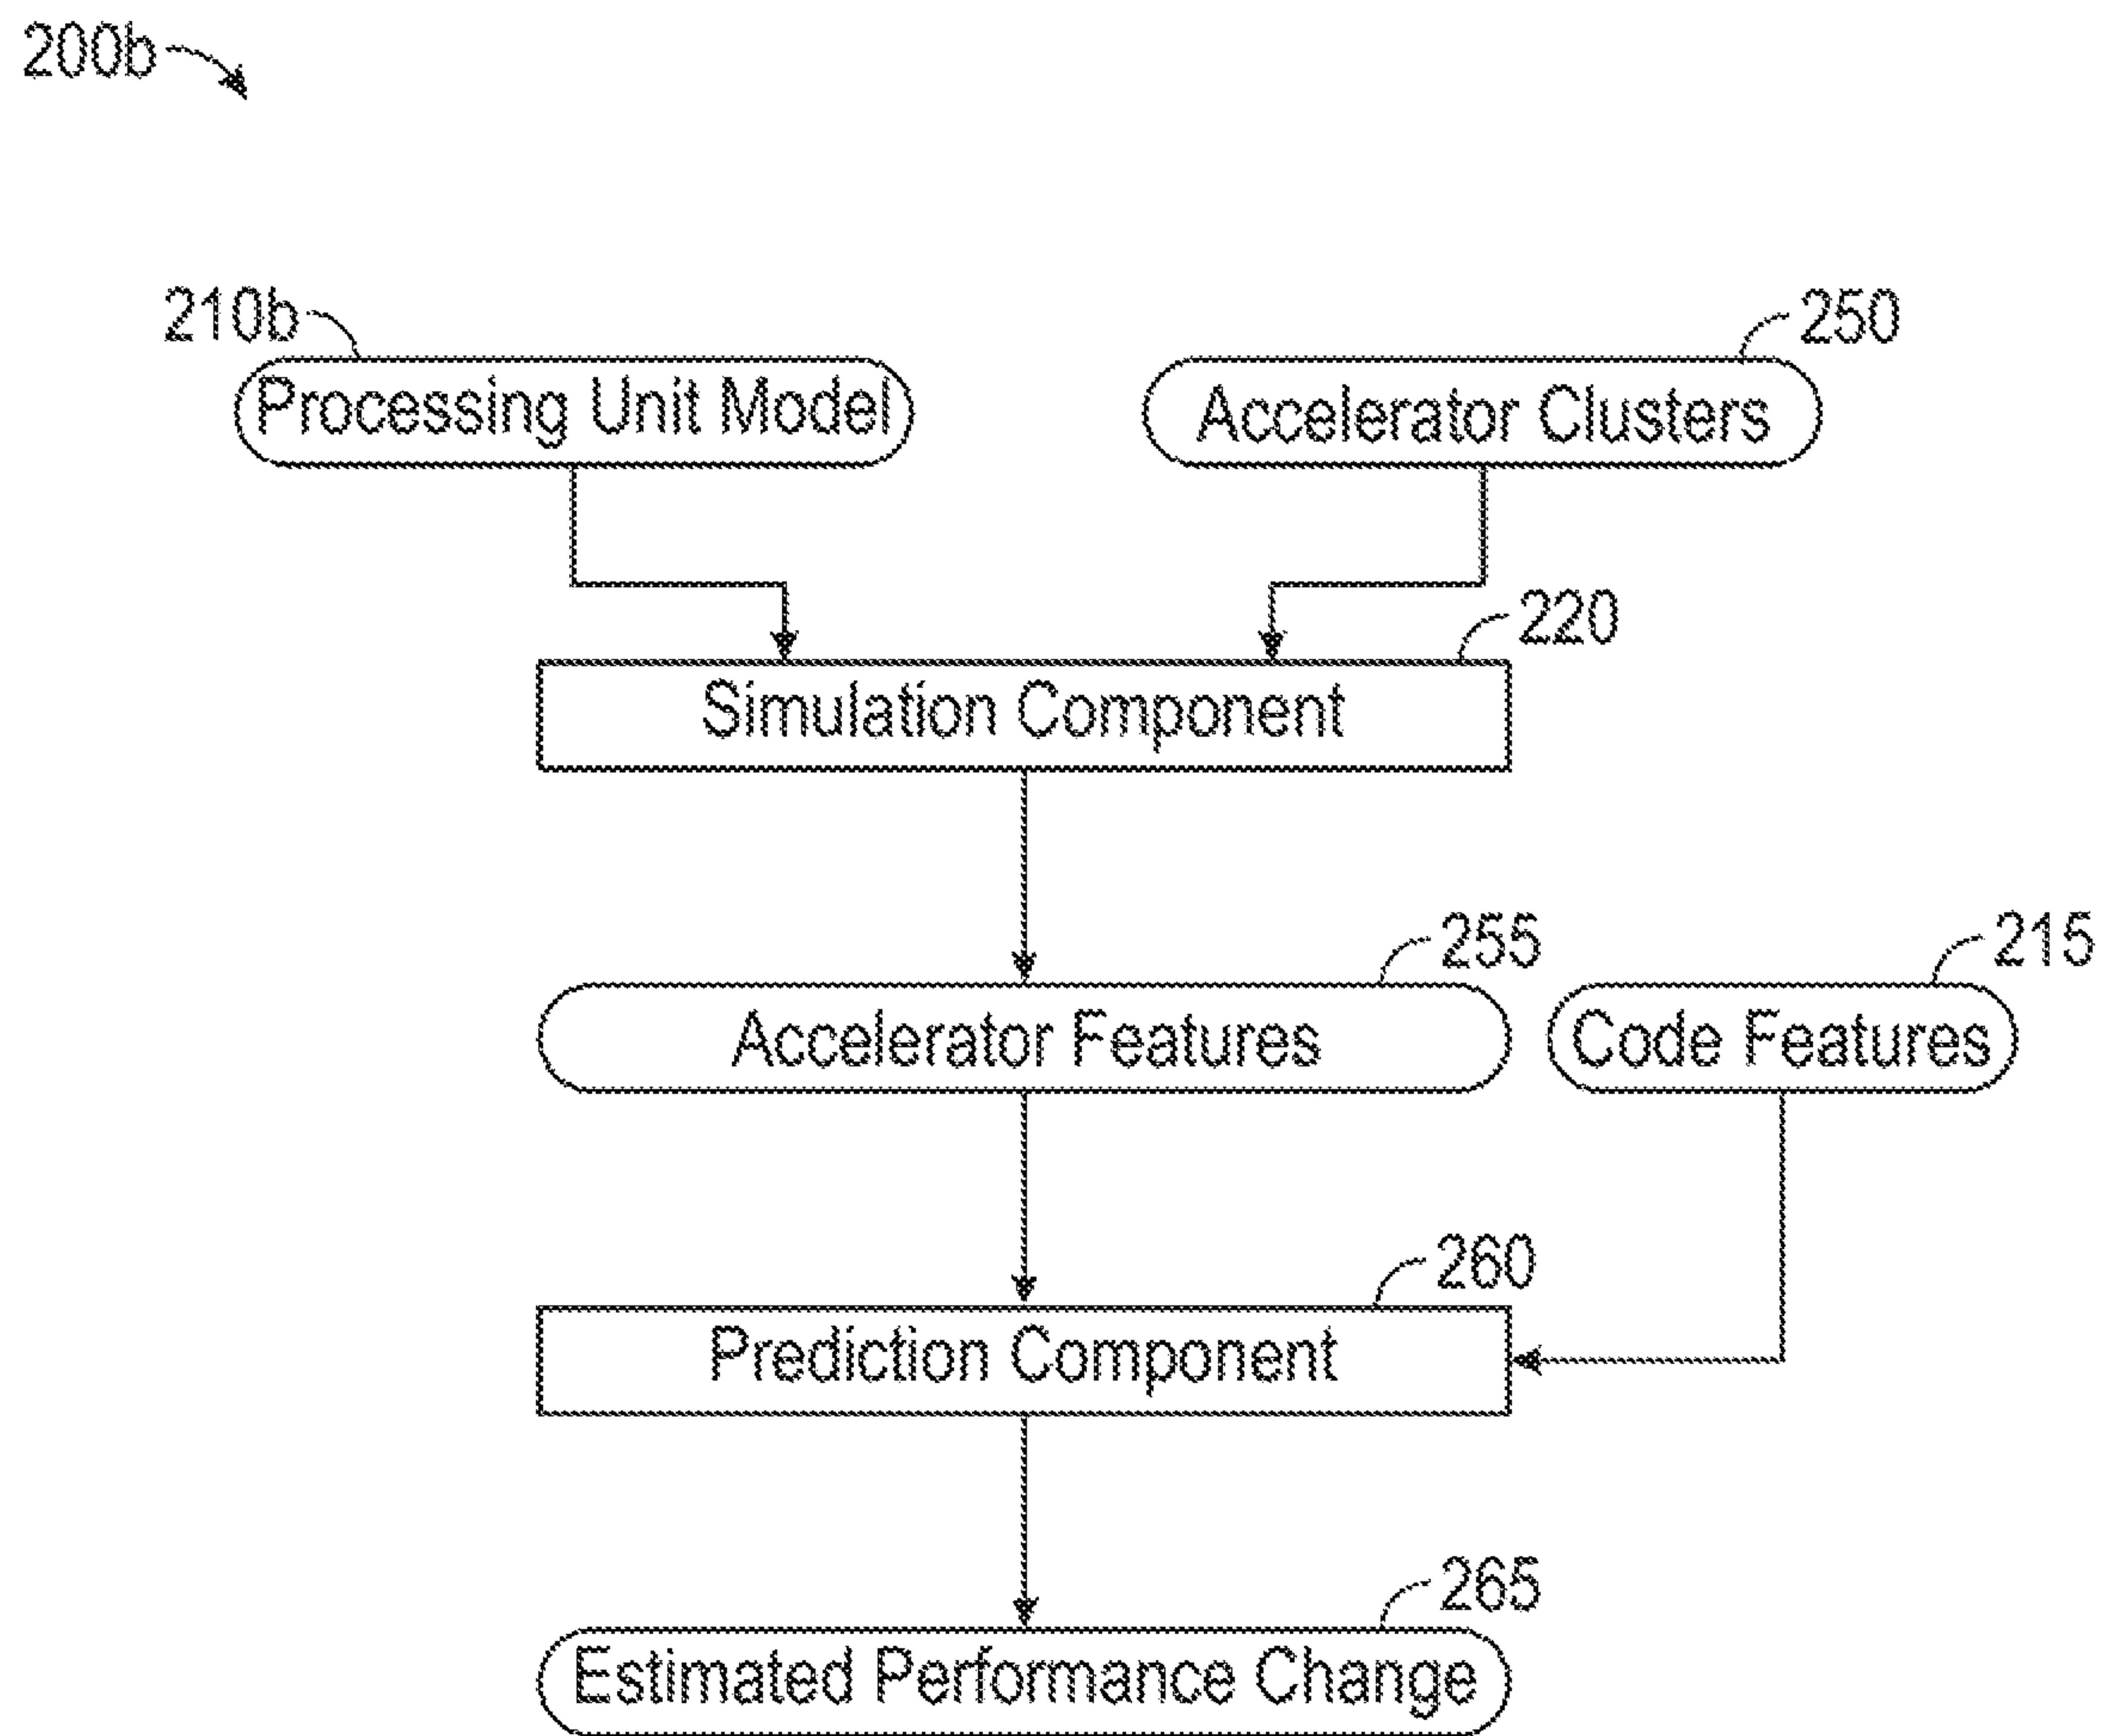 200b
210b
250
Processing Unit Model
Accelerator Clusters
220
Simulation Component
255
215
Accelerator Features
Code Features
260
Prediction Component
265
Estimated Performance Change